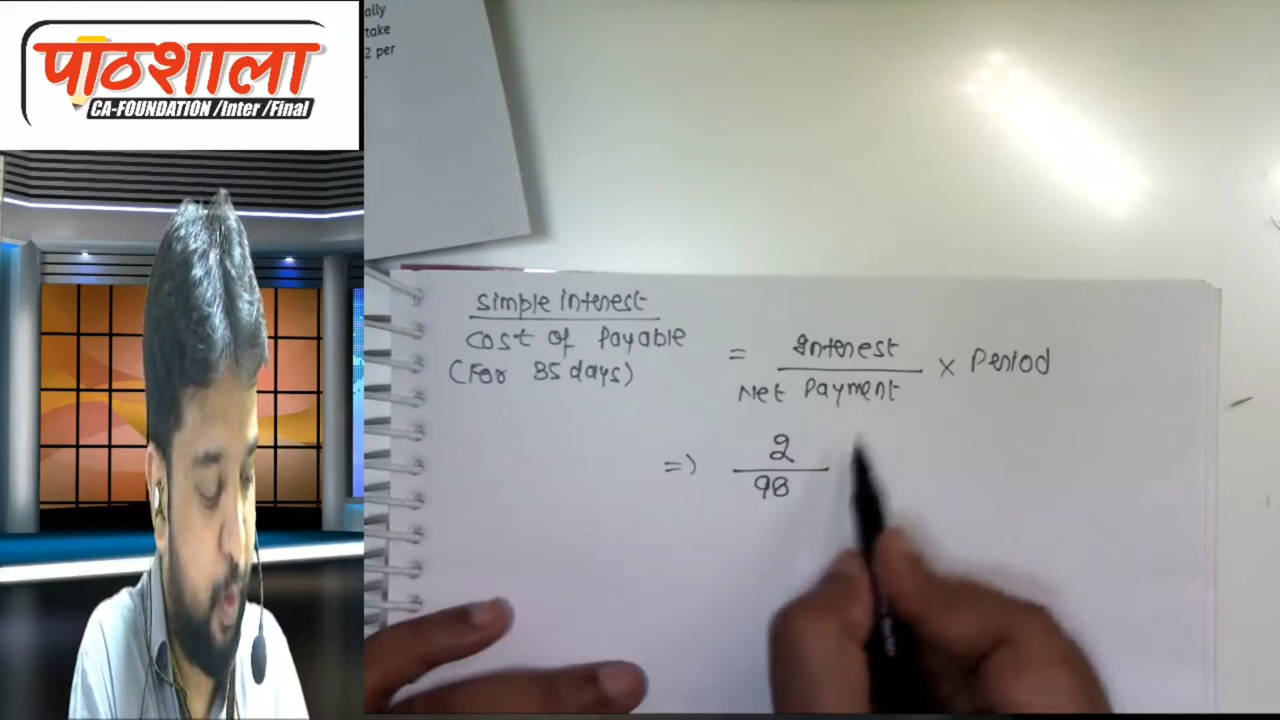 पाठशाला
CA-FOUNDATION /Inter /Final
ally
take
2 per
Simple interest
Cost of Payable
(For 35 days)
= Interest / Net Payment × Period
=) 2 / 98